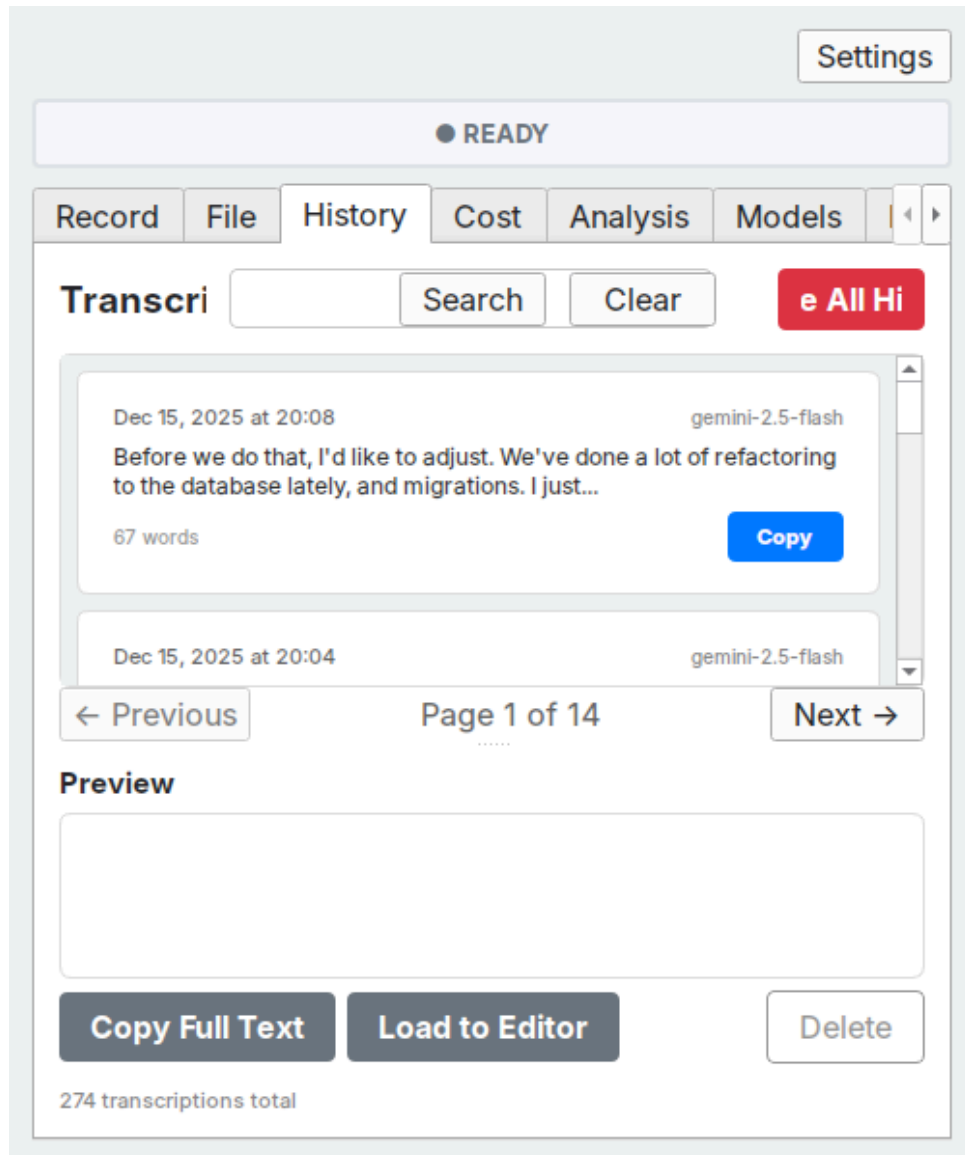 Settings
READY
Record File History Cost Analysis Models
Transcri Search Clear e All Hi
Dec 15, 2025 at 20:08 gemini-2.5-flash
Before we do that, I'd like to adjust. We've done a lot of refactoring
to the database lately, and migrations. I just...
67 words Copy
Dec 15, 2025 at 20:04 gemini-2.5-flash
← Previous Page 1 of 14 Next →
Preview
Copy Full Text Load to Editor Delete
274 transcriptions total